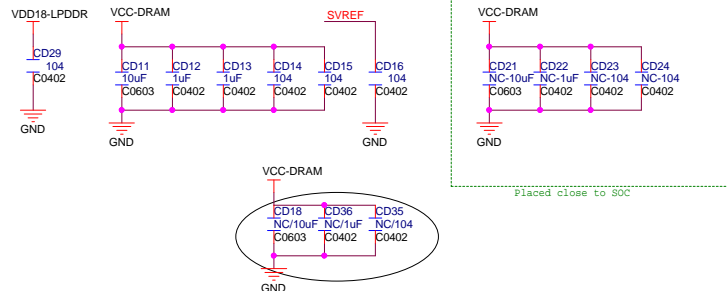 VDD18-LPDDR
CD29
104
C0402
GND
VCC-DRAM
SVREF
CD11 CD12 CD13 CD14 CD15 CD16
10uF 1uF 1uF 104 104 104
C0603 C0402 C0402 C0402 C0402 C0402
GND GND
VCC-DRAM
CD21 CD22 CD23 CD24
NC-10uF NC-1uF NC-104 NC-104
C0603 C0402 C0402 C0402
GND
Placed close to SOC
VCC-DRAM
CD18 CD36 CD35
NC/10uF NC/1uF NC/104
C0603 C0402 C0402
GND